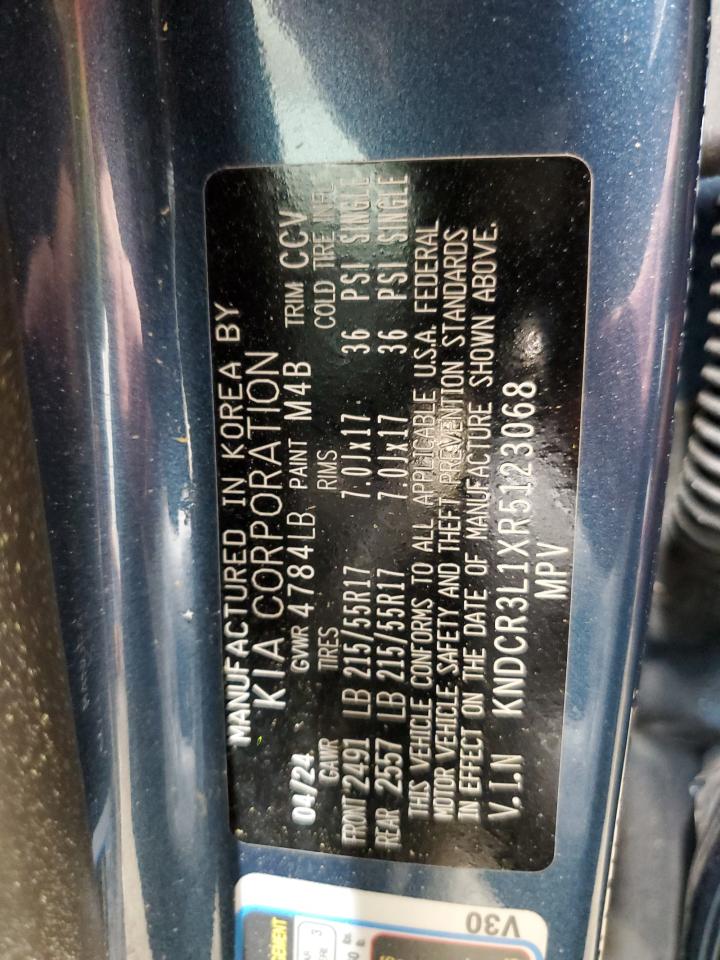 MANUFACTURED IN KOREA BY
KIA CORPORATION
04/24 GVWR 4784LB PAINT M4B TRIM CCV
GAWR TIRES RIMS COLD TIRE INFL
FRONT 2491 LB 215/55R17 7.0Jx17 36 PSI SINGLE
REAR 2557 LB 215/55R17 7.0Jx17 36 PSI SINGLE
THIS VEHICLE CONFORMS TO ALL APPLICABLE U.S.A. FEDERAL
MOTOR VEHICLE SAFETY AND THEFT PREVENTION STANDARDS
IN EFFECT ON THE DATE OF MANUFACTURE SHOWN ABOVE.
V.I.N KNDCR3L1XR5123068
MPV
V30
3